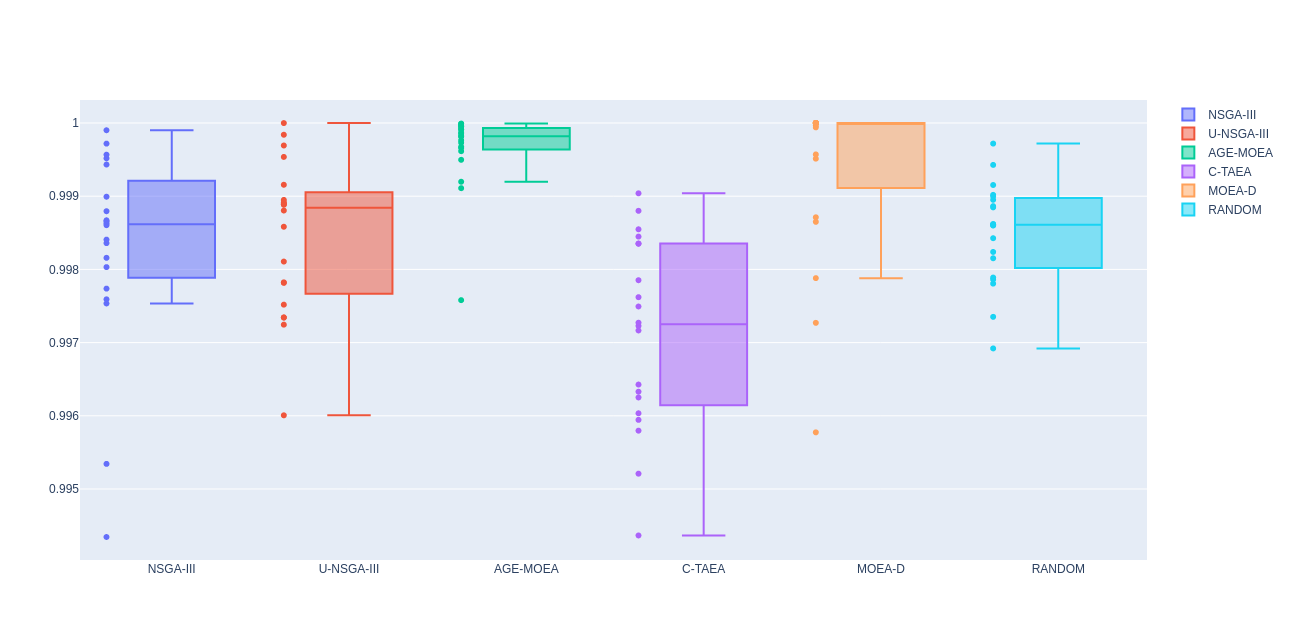 1
0.999
0.998
0.997
0.996
0.995
NSGA-III
U-NSGA-III
AGE-MOEA
C-TAEA
MOEA-D
RANDOM
NSGA-III
U-NSGA-III
AGE-MOEA
C-TAEA
MOEA-D
RANDOM